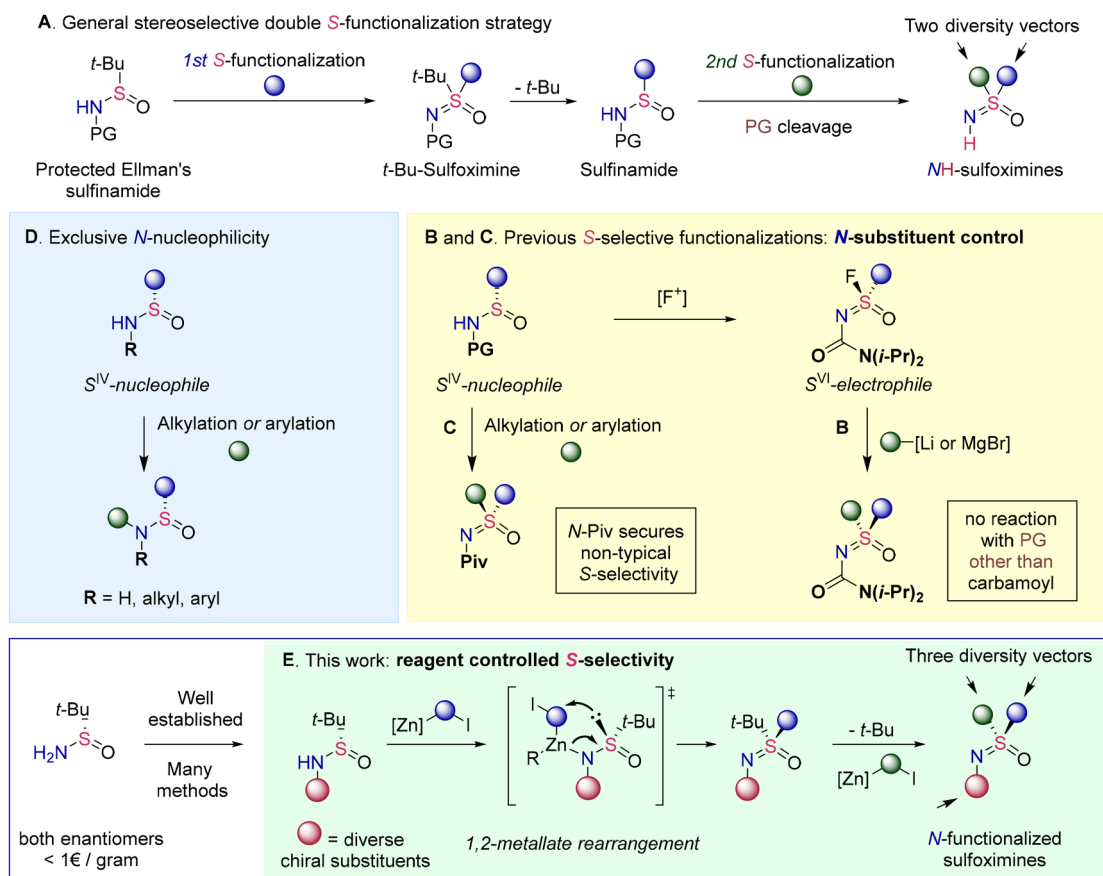 A. General stereoselective double S-functionalization strategy
t-Bu
S
HN
O
PG
Protected Ellman's
sulfinamide
1st S-functionalization
t-Bu
S
N
O
PG
t-Bu-Sulfoximine
- t-Bu
S
HN
O
PG
Sulfinamide
2nd S-functionalization
PG cleavage
Two diversity vectors
S
N
O
H
NH-sulfoximines
D. Exclusive N-nucleophilicity
S
HN
O
R
S^IV-nucleophile
Alkylation or arylation
S
N
O
R
R = H, alkyl, aryl
B and C. Previous S-selective functionalizations: N-substituent control
S
HN
O
PG
S^IV-nucleophile
[F+]
F
S
N
O
O
N(i-Pr)2
S^VI-electrophile
C
Alkylation or arylation
S
N
O
Piv
N-Piv secures
non-typical
S-selectivity
B
[Li or MgBr]
S
N
O
O
N(i-Pr)2
no reaction
with PG
other than
carbamoyl
t-Bu
S
H2N
O
both enantiomers
< 1€ / gram
Well
established
Many
methods
E. This work: reagent controlled S-selectivity
t-Bu
S
HN
O
= diverse
chiral substituents
[Zn]
I
I
t-Bu
Zn
S
R
N
O
‡
1,2-metallate rearrangement
t-Bu
S
N
O
- t-Bu
[Zn]
I
Three diversity vectors
S
N
O
N-functionalized
sulfoximines